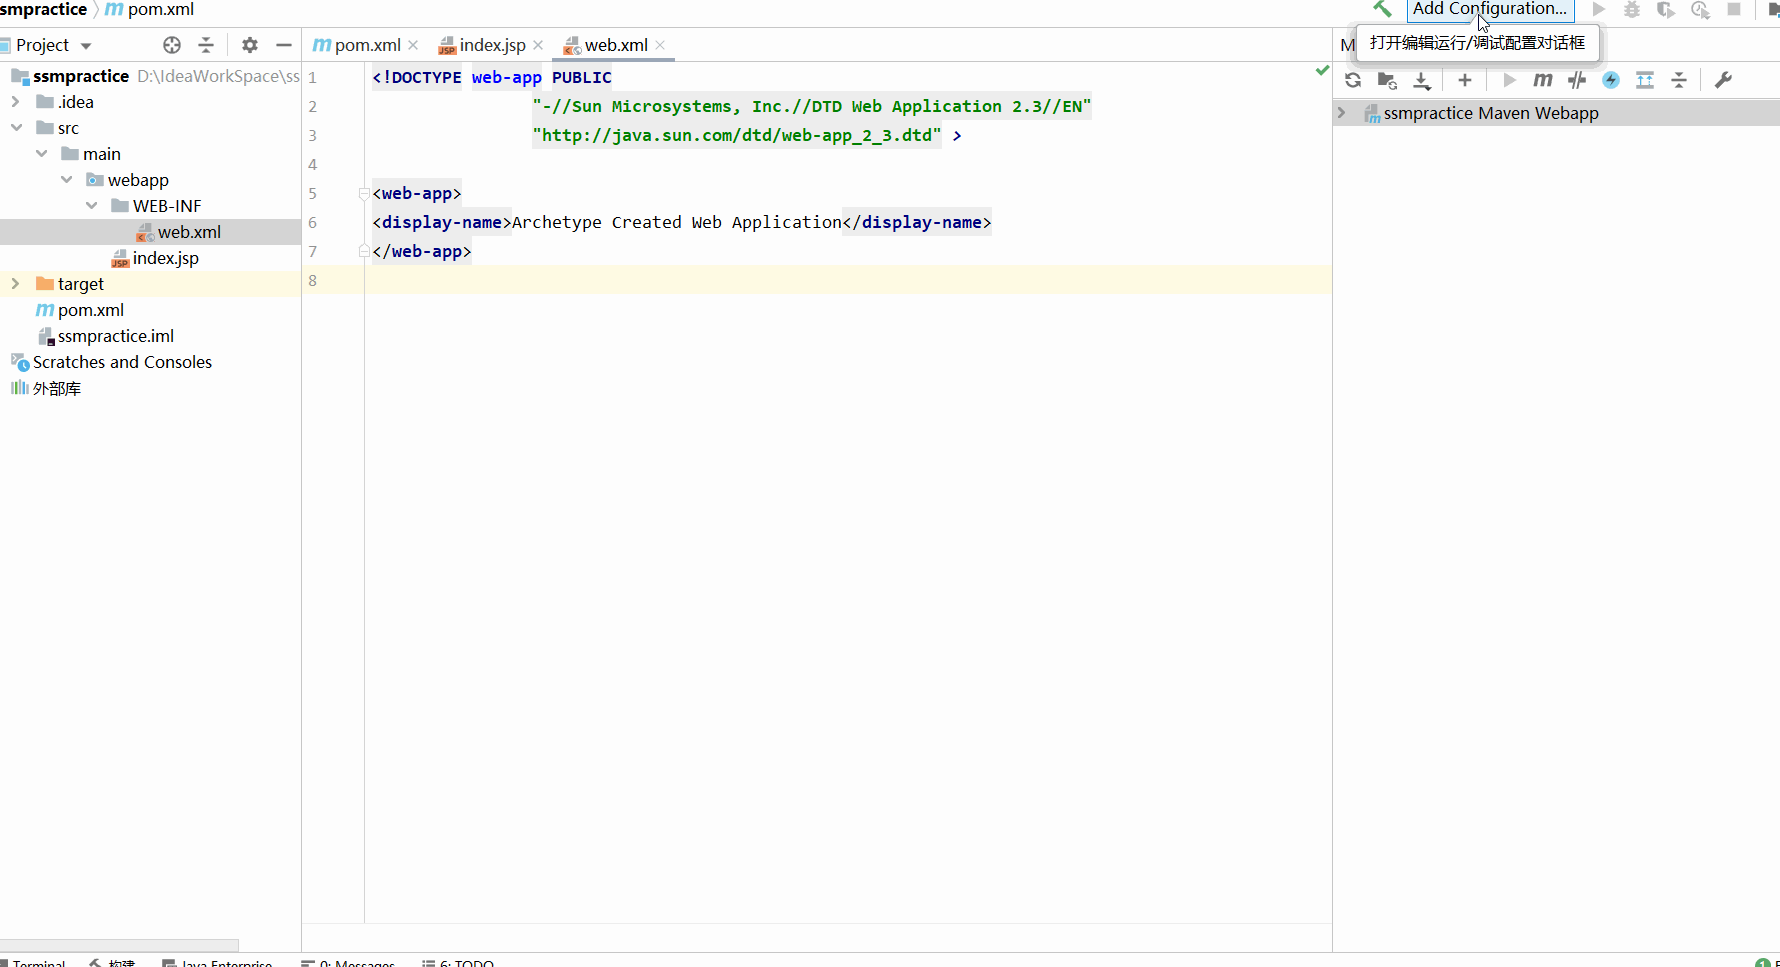 smpractice pom.xml Add Configuration...
Project pom.xml index.jsp web.xml M 打开编辑运行/调试配置对话框
ssmpractice D:\IdeaWorkSpace\ss
.idea
src
main
webapp
WEB-INF
web.xml
index.jsp
target
pom.xml
ssmpractice.iml
Scratches and Consoles
外部库
1 <!DOCTYPE web-app PUBLIC
2 "-//Sun Microsystems, Inc.//DTD Web Application 2.3//EN"
3 "http://java.sun.com/dtd/web-app_2_3.dtd" >
4
5 <web-app>
6 <display-name>Archetype Created Web Application</display-name>
7 </web-app>
8
ssmpractice Maven Webapp
Terminal 构建 Java Enterprise 0: Messages 6: TODO